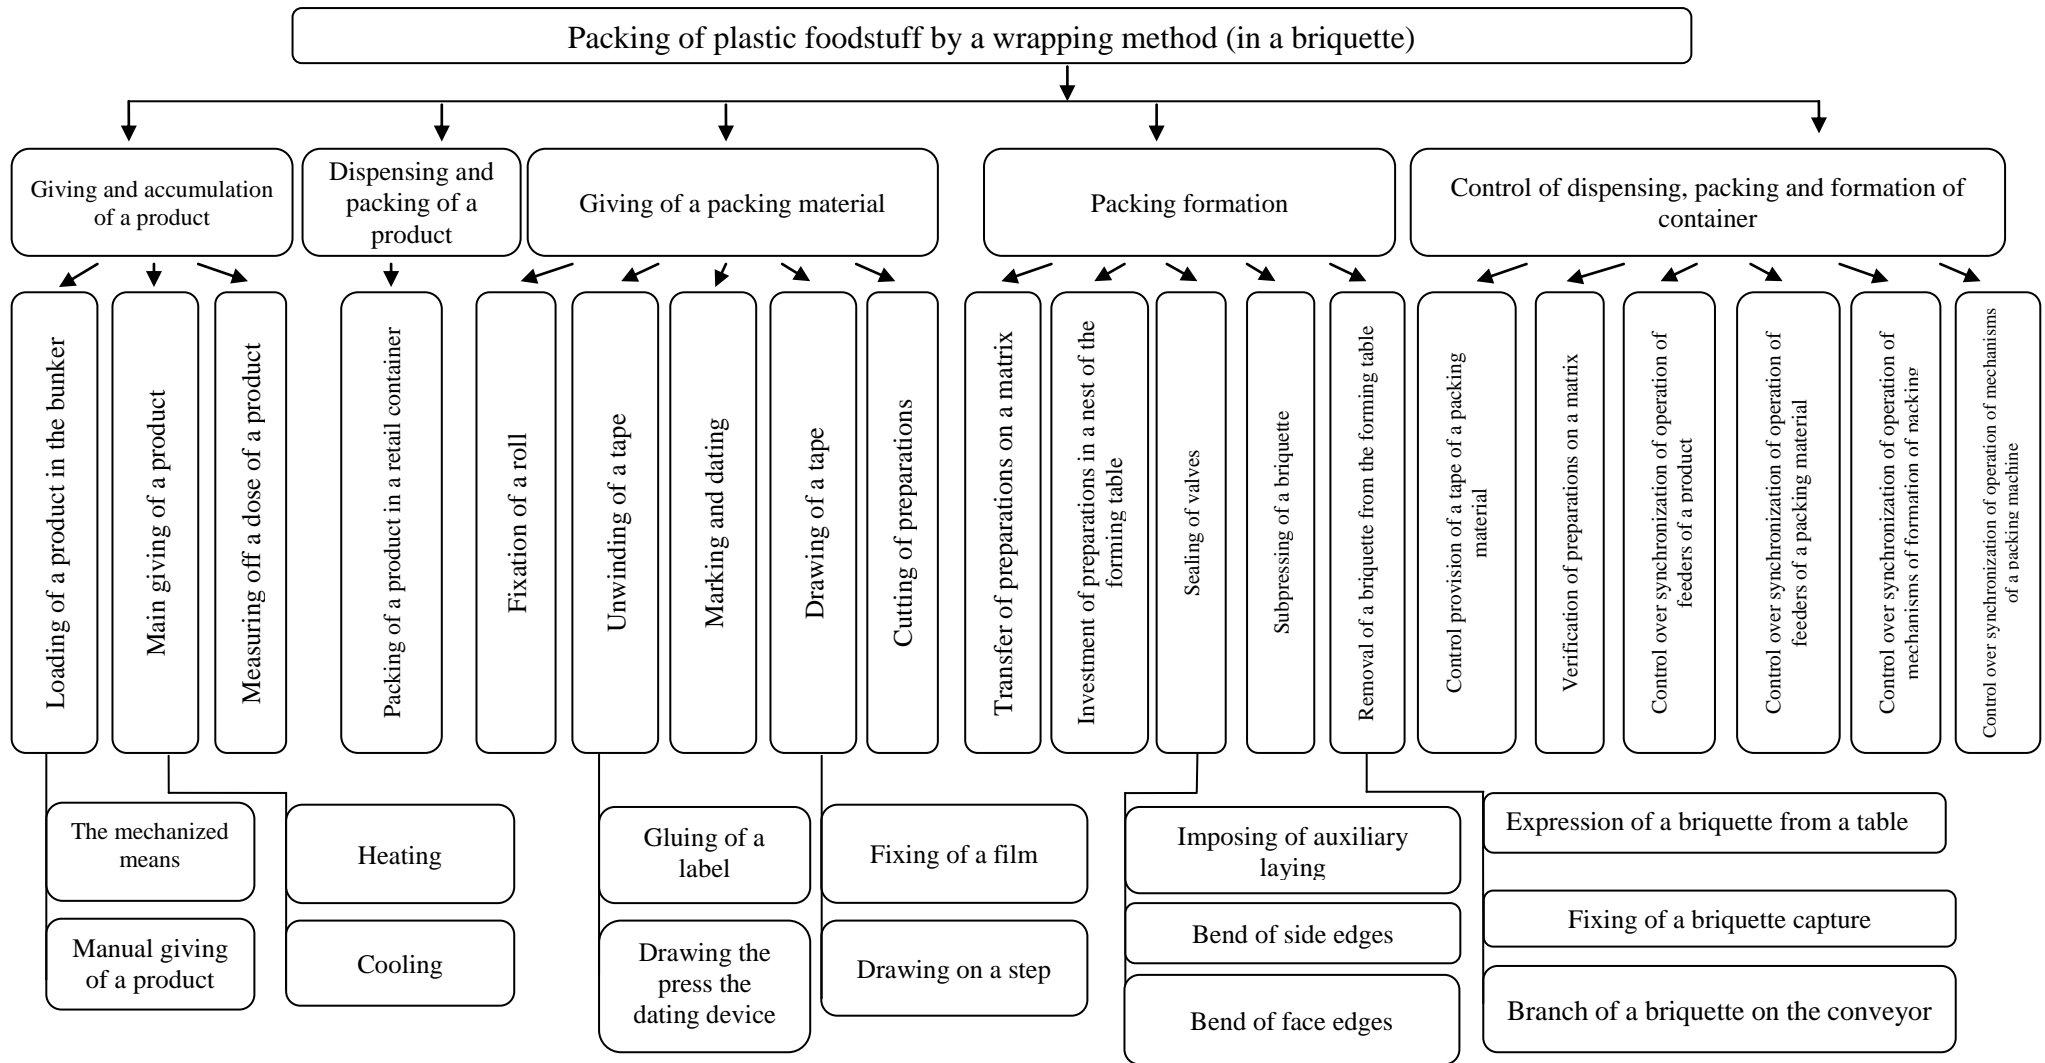 Packing of plastic foodstuff by a wrapping method (in a briquette)
Giving and accumulation
of a product
Dispensing and
packing of a
product
Giving of a packing material
Packing formation
Control of dispensing, packing and formation of
container
Loading of a product in the bunker
Main giving of a product
Measuring off a dose of a product
Packing of a product in a retail container
Fixation of a roll
Unwinding of a tape
Marking and dating
Drawing of a tape
Cutting of preparations
Transfer of preparations on a matrix
Investment of preparations in a nest of the
forming table
Sealing of valves
Subpressing of a briquette
Removal of a briquette from the forming table
Control provision of a tape of a packing
material
Verification of preparations on a matrix
Control over synchronization of operation of
feeders of a product
Control over synchronization of operation of
feeders of a packing material
Control over synchronization of operation of
mechanisms of formation of packing
Control over synchronization of operation of mechanisms
of a packing machine
The mechanized
means
Manual giving
of a product
Heating
Cooling
Gluing of a
label
Drawing the
press the
dating device
Fixing of a film
Drawing on a step
Imposing of auxiliary
laying
Bend of side edges
Bend of face edges
Expression of a briquette from a table
Fixing of a briquette capture
Branch of a briquette on the conveyor